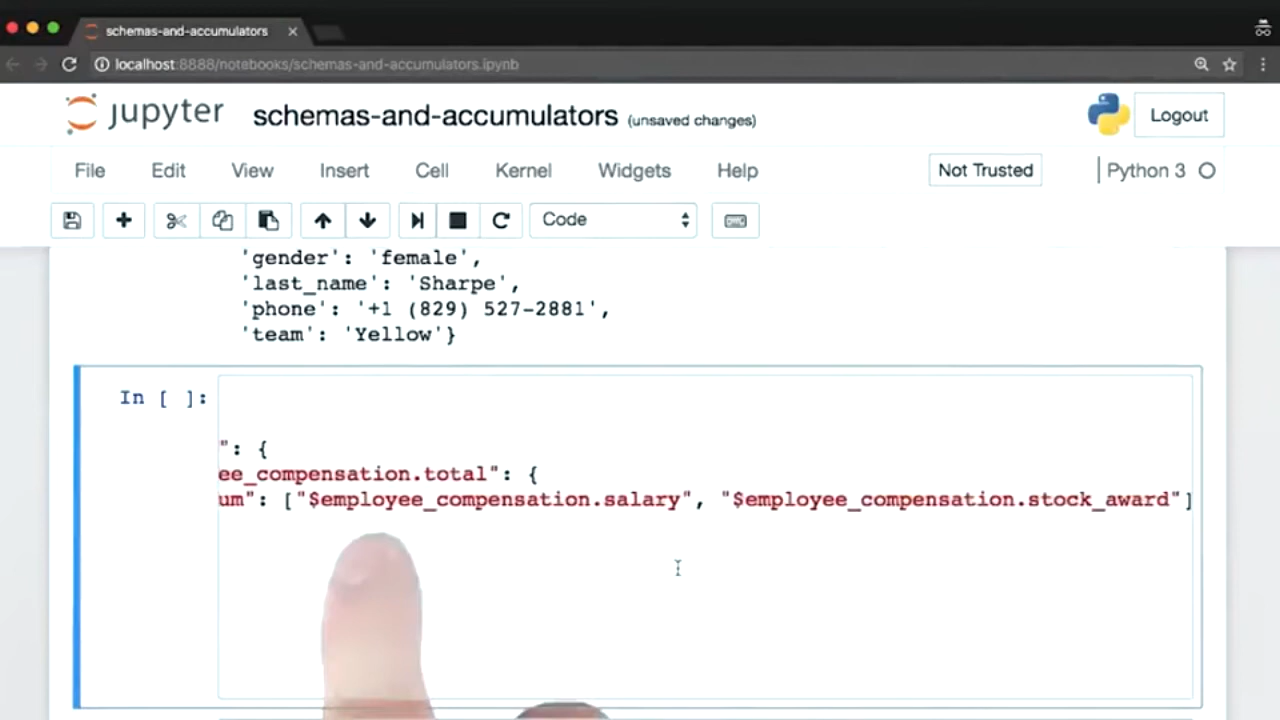 schemas-and-accumulators
localhost:8888/notebooks/schemas-and-accumulators.ipynb
jupyter schemas-and-accumulators (unsaved changes) Logout
File Edit View Insert Cell Kernel Widgets Help Not Trusted Python 3
Code
'gender': 'female',
'last_name': 'Sharpe',
'phone': '+1 (829) 527-2881',
'team': 'Yellow'}
In [ ]:
": {
ee_compensation.total": {
um": ["$employee_compensation.salary", "$employee_compensation.stock_award"]